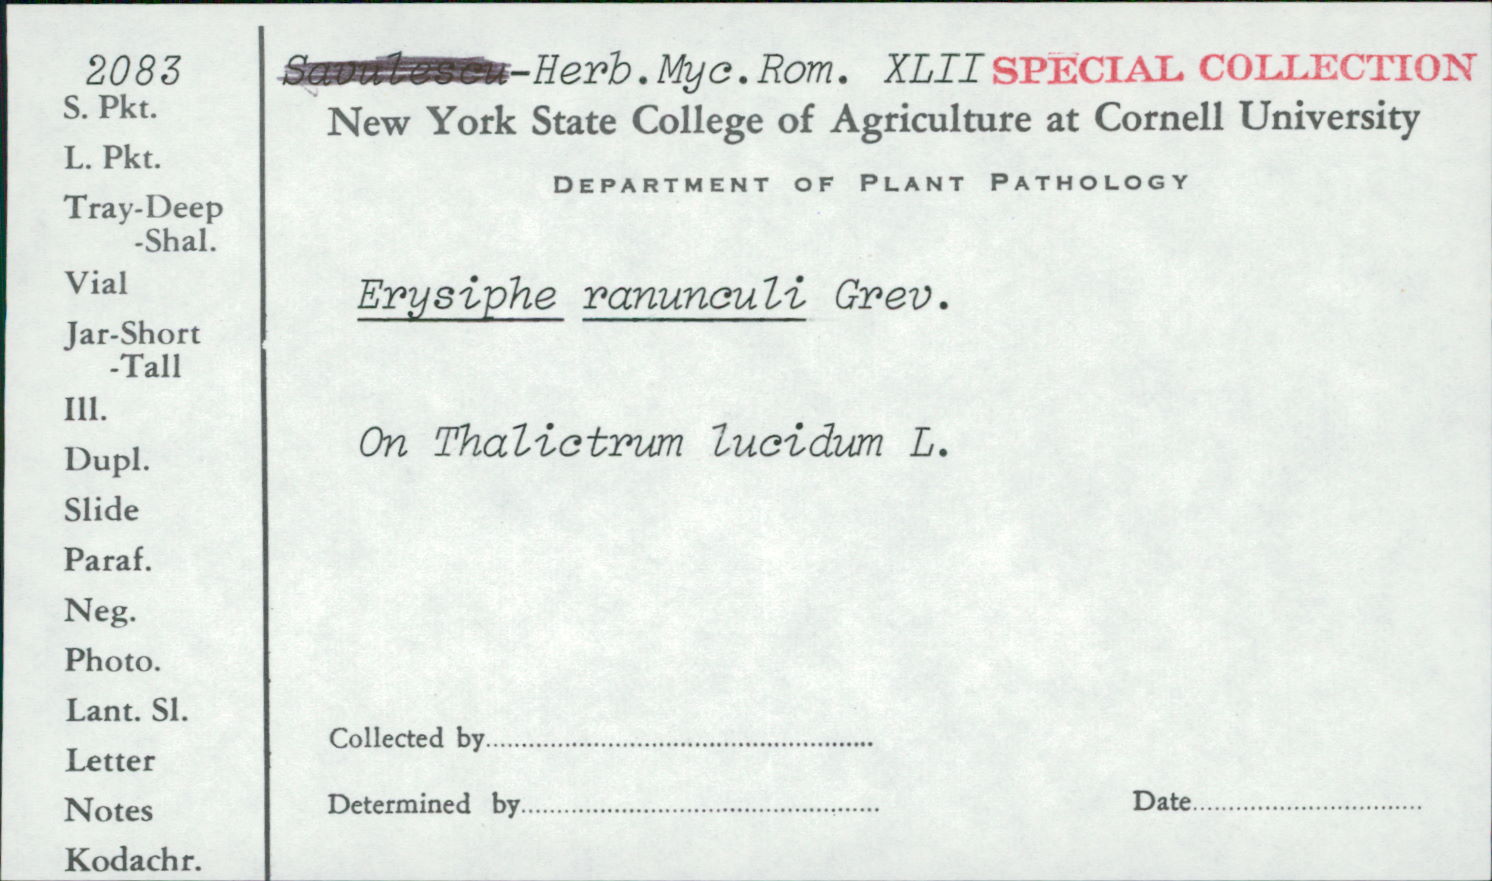 2083
S. Pkt.
L. Pkt.
Tray-Deep
-Shal.
Vial
Jar-Short
-Tall
Ill.
Dupl.
Slide
Paraf.
Neg.
Photo.
Lant. Sl.
Letter
Notes
Kodachr.
Savulescu-Herb.Myc.Rom. XLII SPECIAL COLLECTION
New York State College of Agriculture at Cornell University
DEPARTMENT OF PLANT PATHOLOGY
Erysiphe ranunculi Grev.
On Thalictrum lucidum L.
Collected by
Determined by
Date